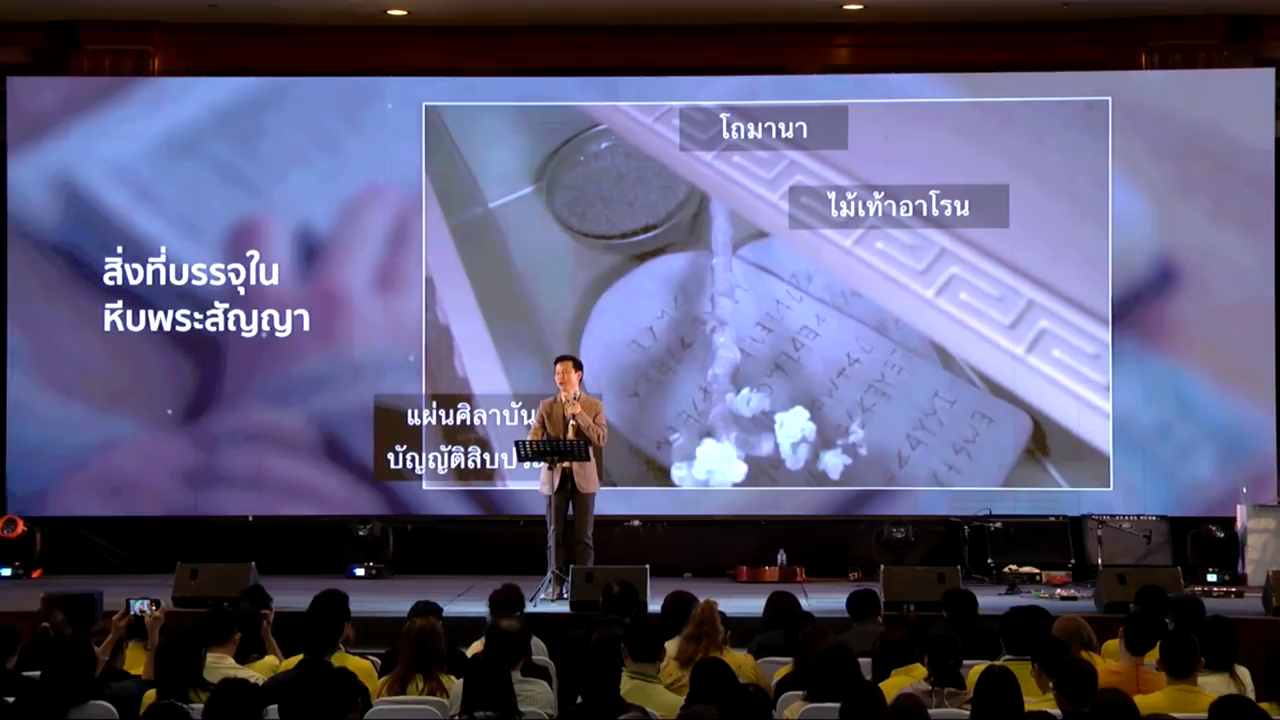 สิ่งที่บรรจุใน
หีบพระสัญญา
โถมานา
ไม้เท้าอาโรน
แผ่นศิลาบัน
บัญญัติสิบ